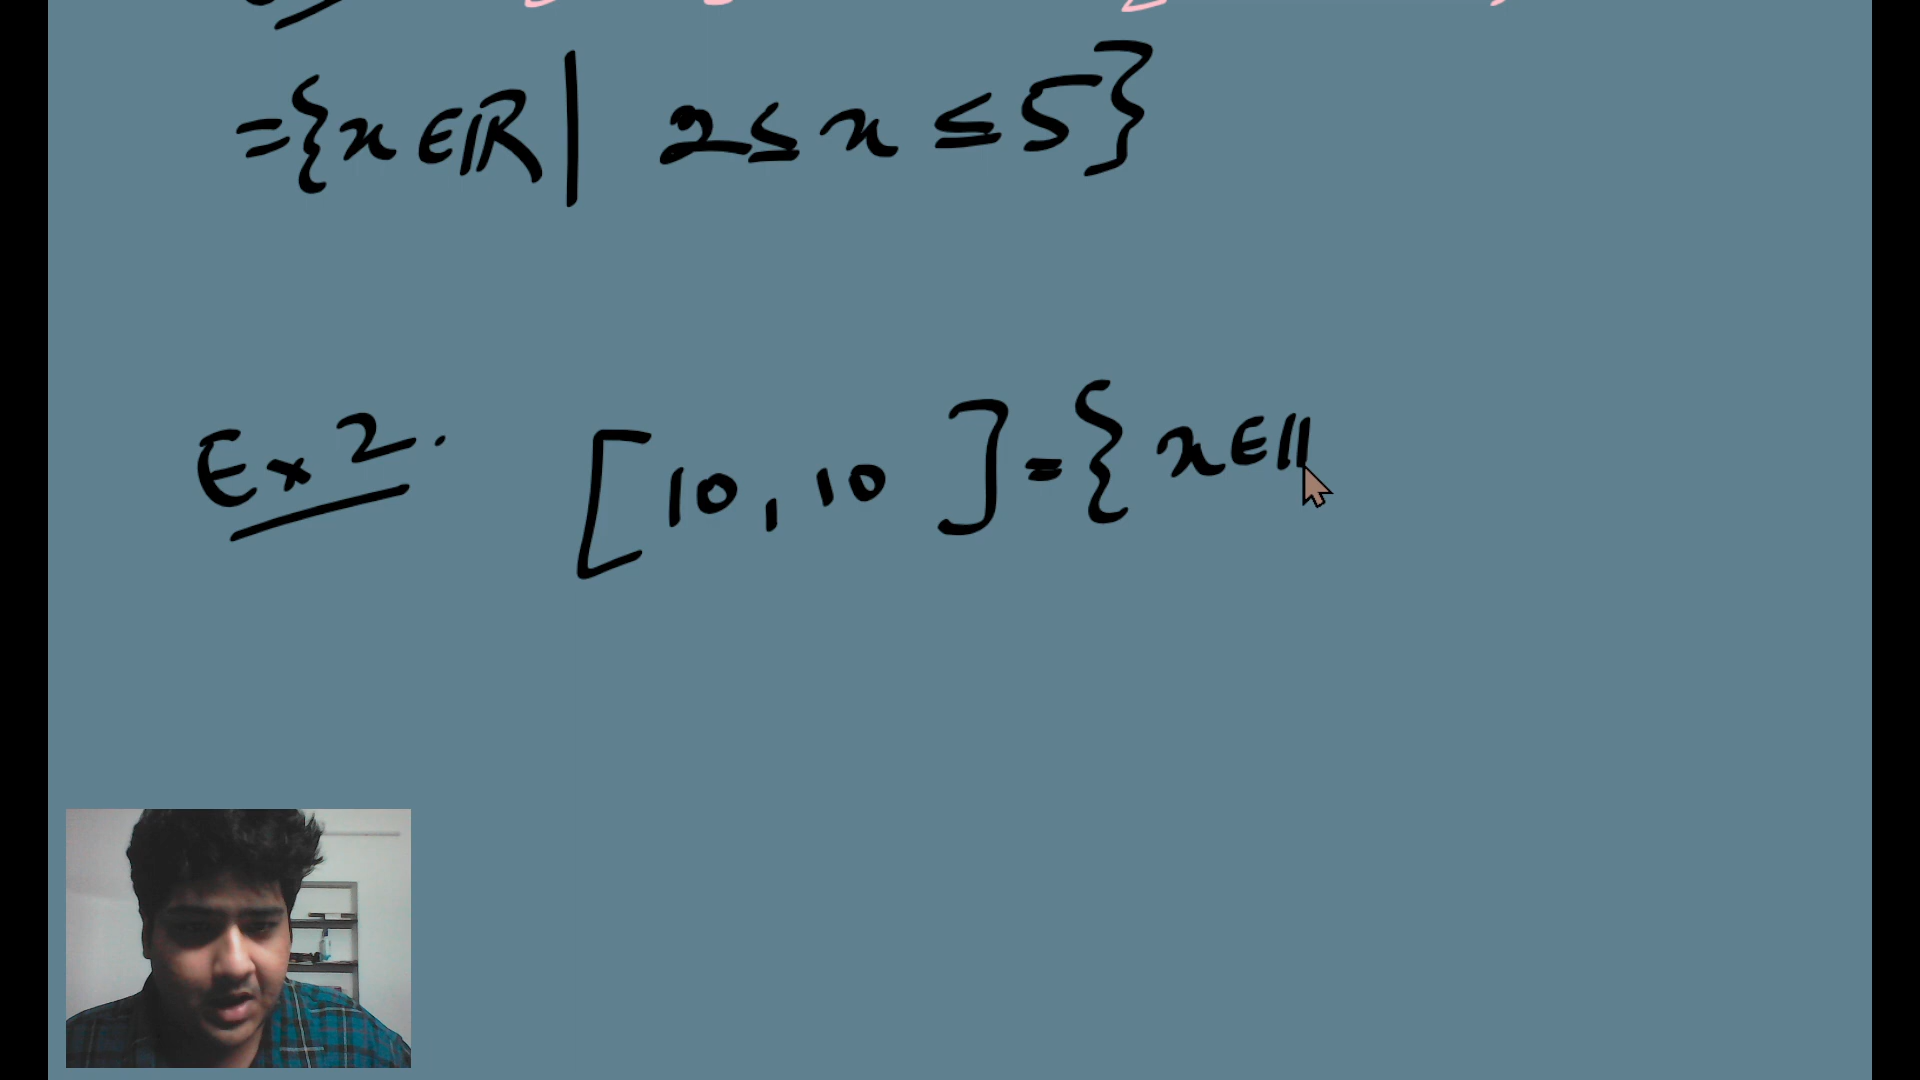 ={x∈ℝ| 2≤x≤5}
Ex 2. [10,10]={x∈